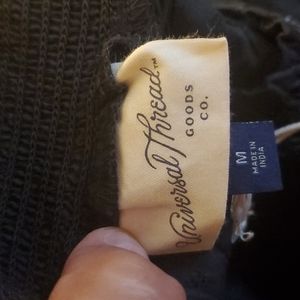 Universal Thread™
GOODS
CO.
M
MADE IN
INDIA